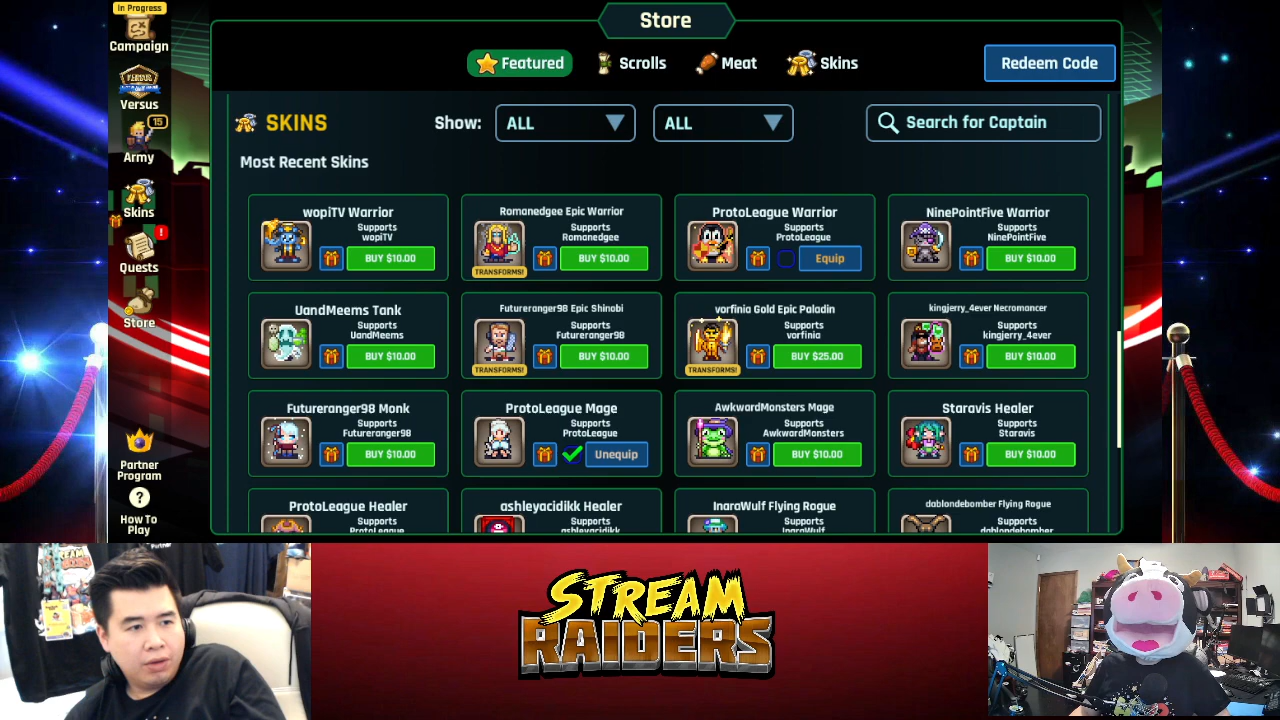 In Progress
Campaign
Versus
15
Army
Skins
Quests
Store
Partner
Program
?
How To
Play
Store
Featured
Scrolls
Meat
Skins
Redeem Code
SKINS
Show:
ALL
ALL
Search for Captain
Most Recent Skins
wopiTV Warrior
Supports
wopiTV
BUY $10.00
Romanedgee Epic Warrior
Supports
Romanedgee
BUY $10.00
TRANSFORMS!
ProtoLeague Warrior
Supports
ProtoLeague
Equip
NinePointFive Warrior
Supports
NinePointFive
BUY $10.00
UandMeems Tank
Supports
UandMeems
BUY $10.00
Futureranger98 Epic Shinobi
Supports
Futureranger98
BUY $10.00
TRANSFORMS!
vorfinia Gold Epic Paladin
Supports
vorfinia
BUY $25.00
TRANSFORMS!
kingjerry_4ever Necromancer
Supports
kingjerry_4ever
BUY $10.00
Futureranger98 Monk
Supports
Futureranger98
BUY $10.00
ProtoLeague Mage
Supports
ProtoLeague
Unequip
AwkwardMonsters Mage
Supports
AwkwardMonsters
BUY $10.00
Staravis Healer
Supports
Staravis
BUY $10.00
ProtoLeague Healer
Supports
ProtoLeague
ashleyacidikk Healer
Supports
ashleyacidikk
InaraWulf Flying Rogue
Supports
InaraWulf
dablondebomber Flying Rogue
Supports
dablondebomber
STREAM
RAIDERS